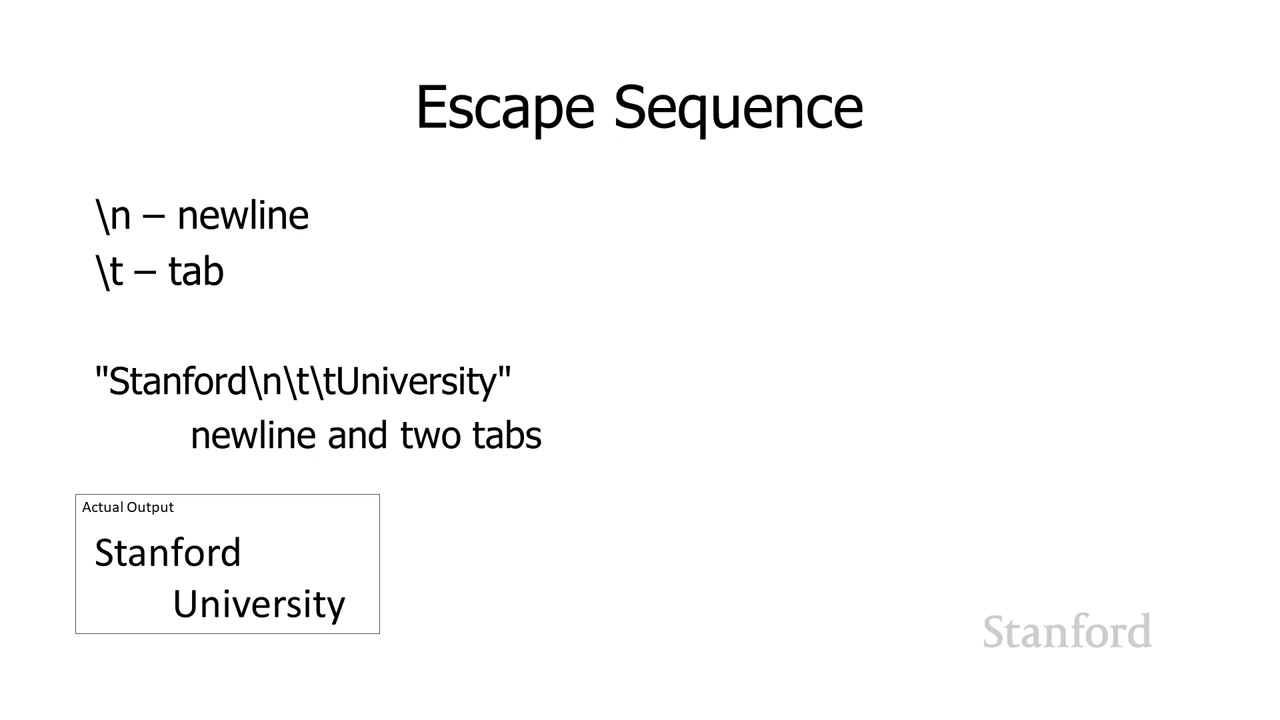 Escape Sequence
\n – newline
\t – tab
"Stanford\n\t\tUniversity"
newline and two tabs
Actual Output
Stanford
University
Stanford